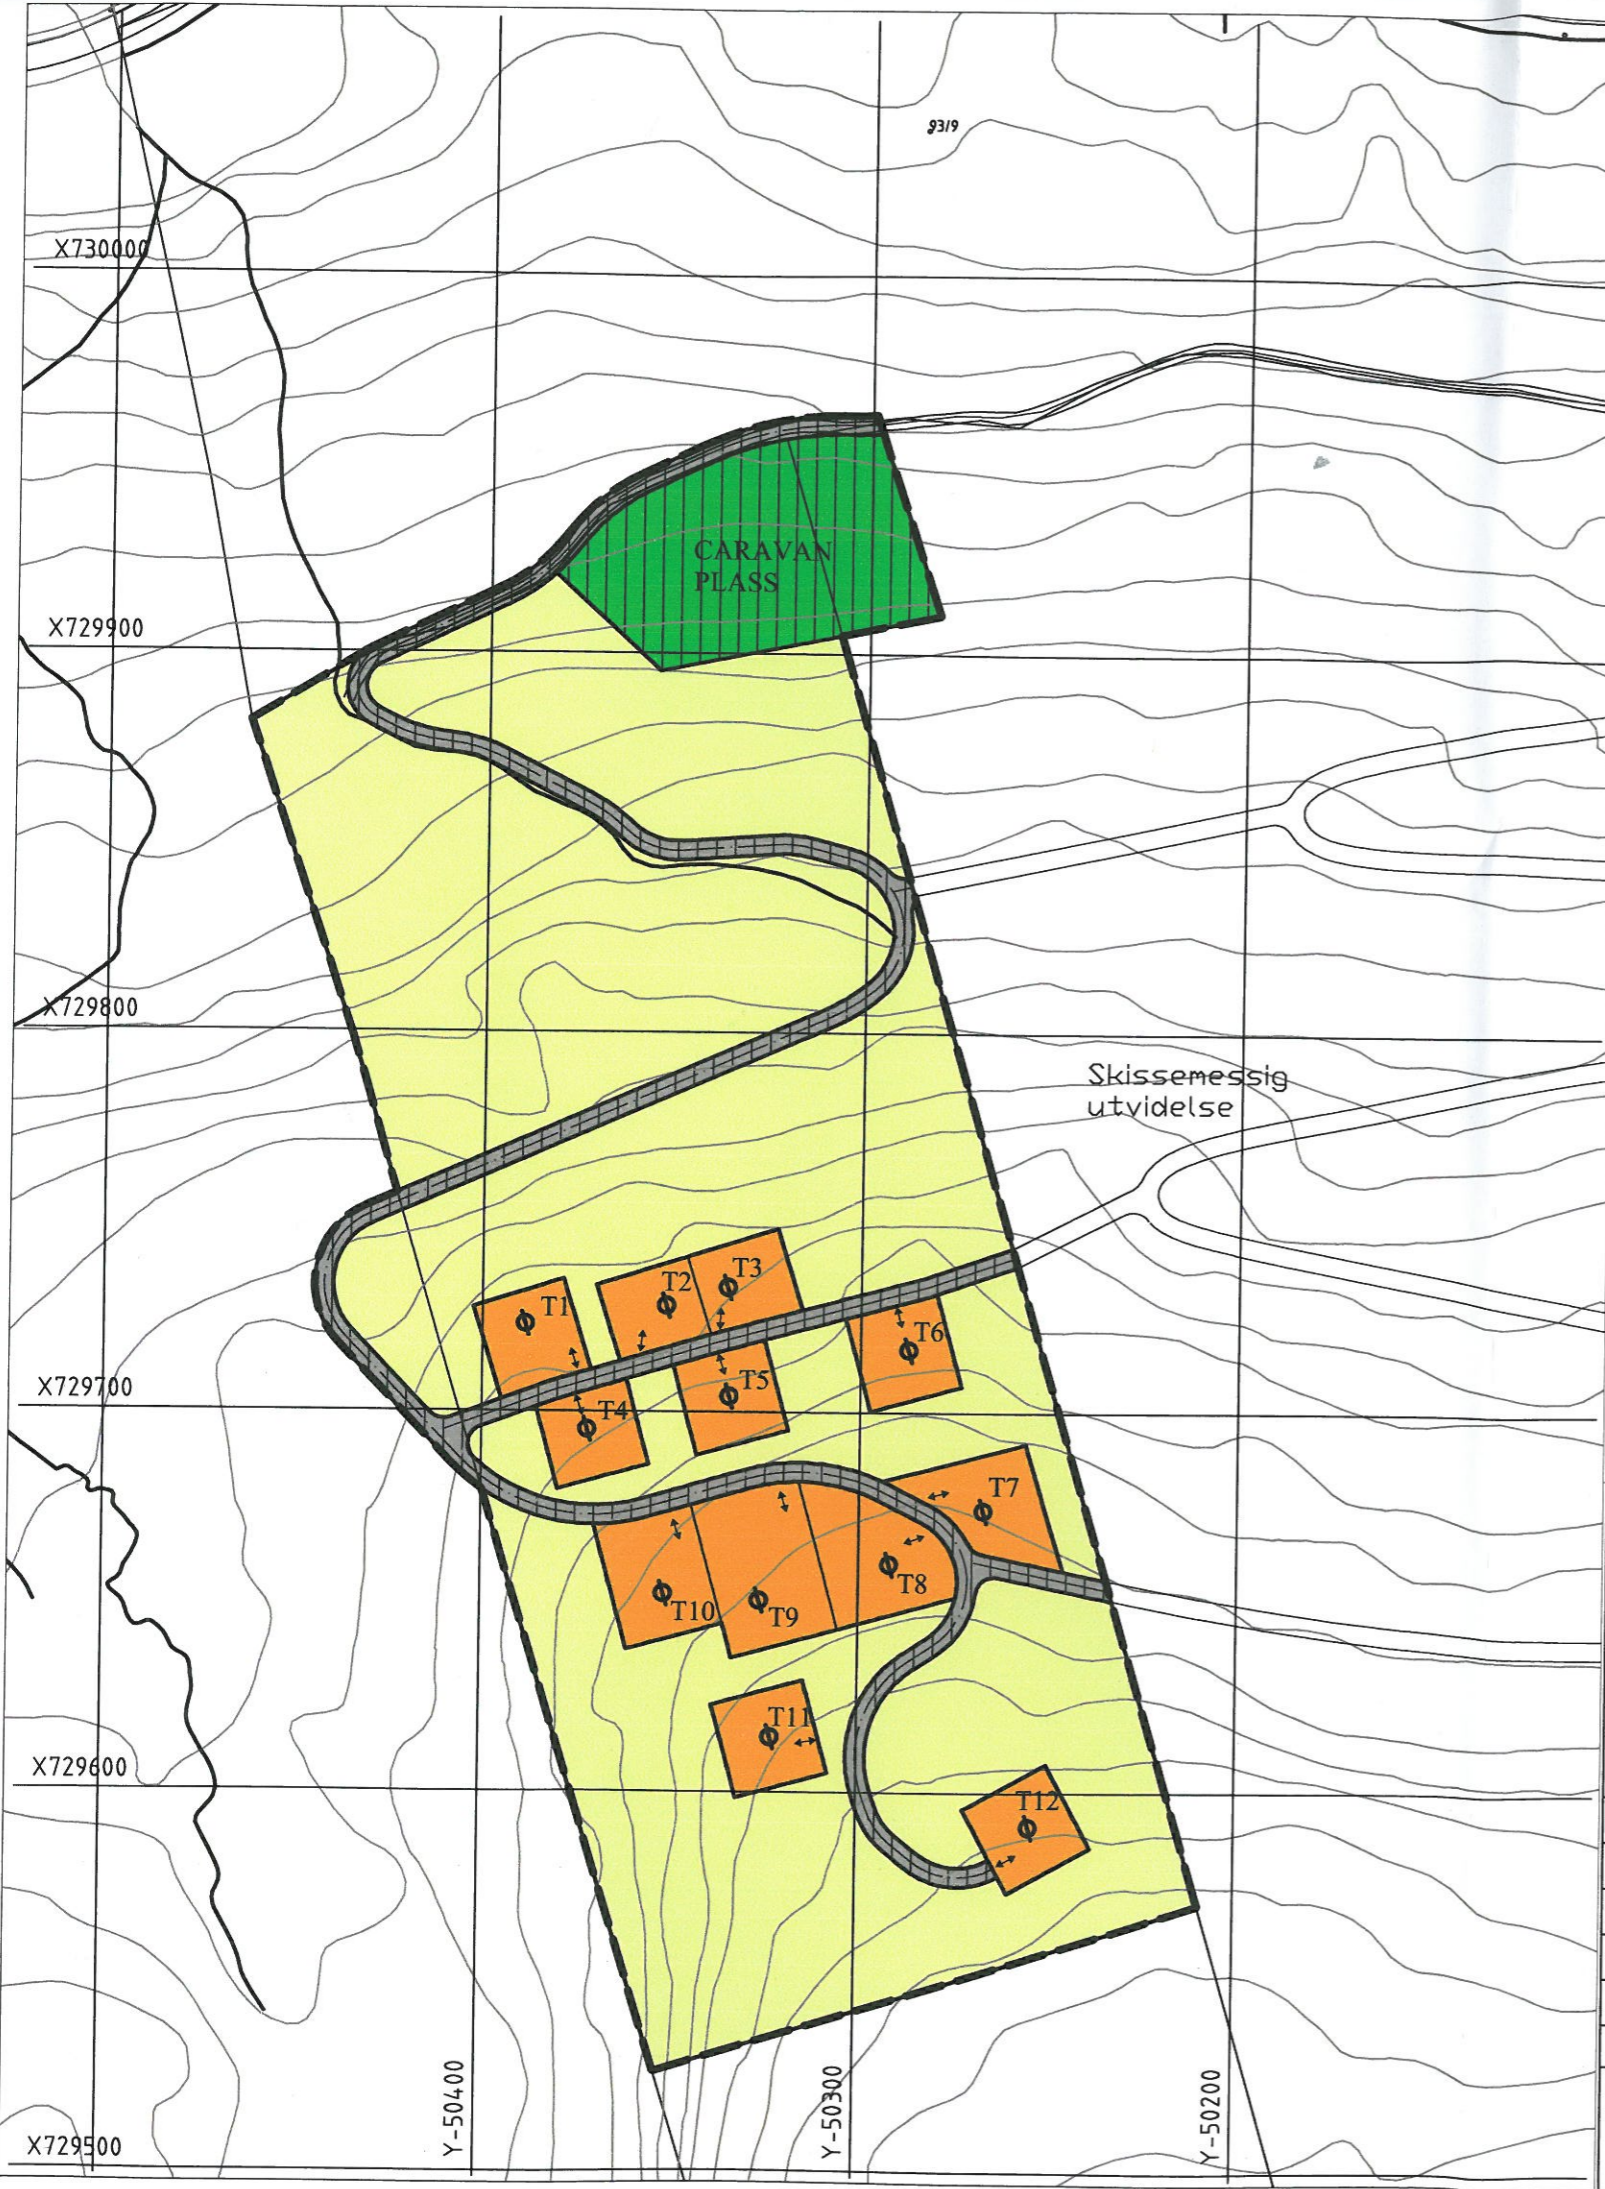 93/9
X730000
CARAVAN
PLASS
X729900
X729800
Skissemessig
utvidelse
T1
T2
T3
T6
X729700
T4
T5
T7
T8
T10
T9
T11
X729600
T12
Y-50400
Y-50300
Y-50200
X729500